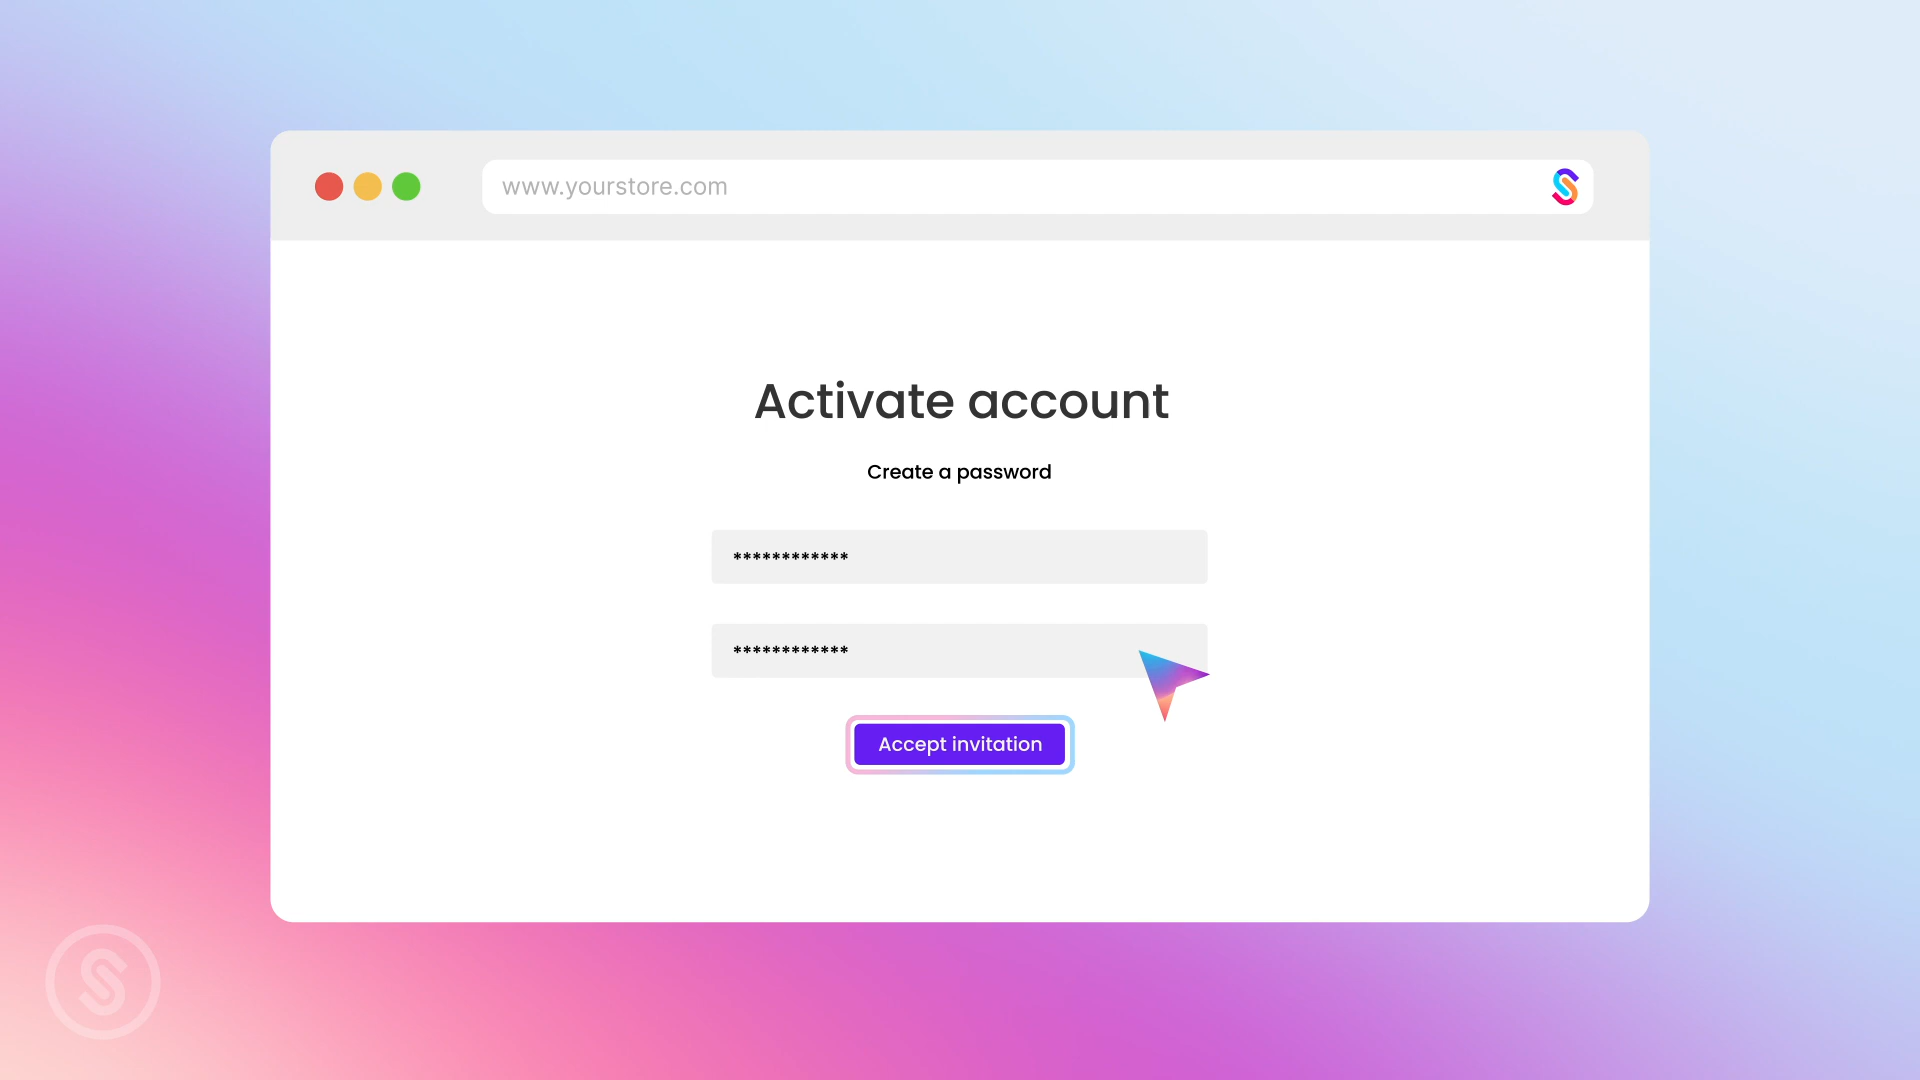 www.yourstore.com
Activate account
Create a password
************
************
Accept invitation